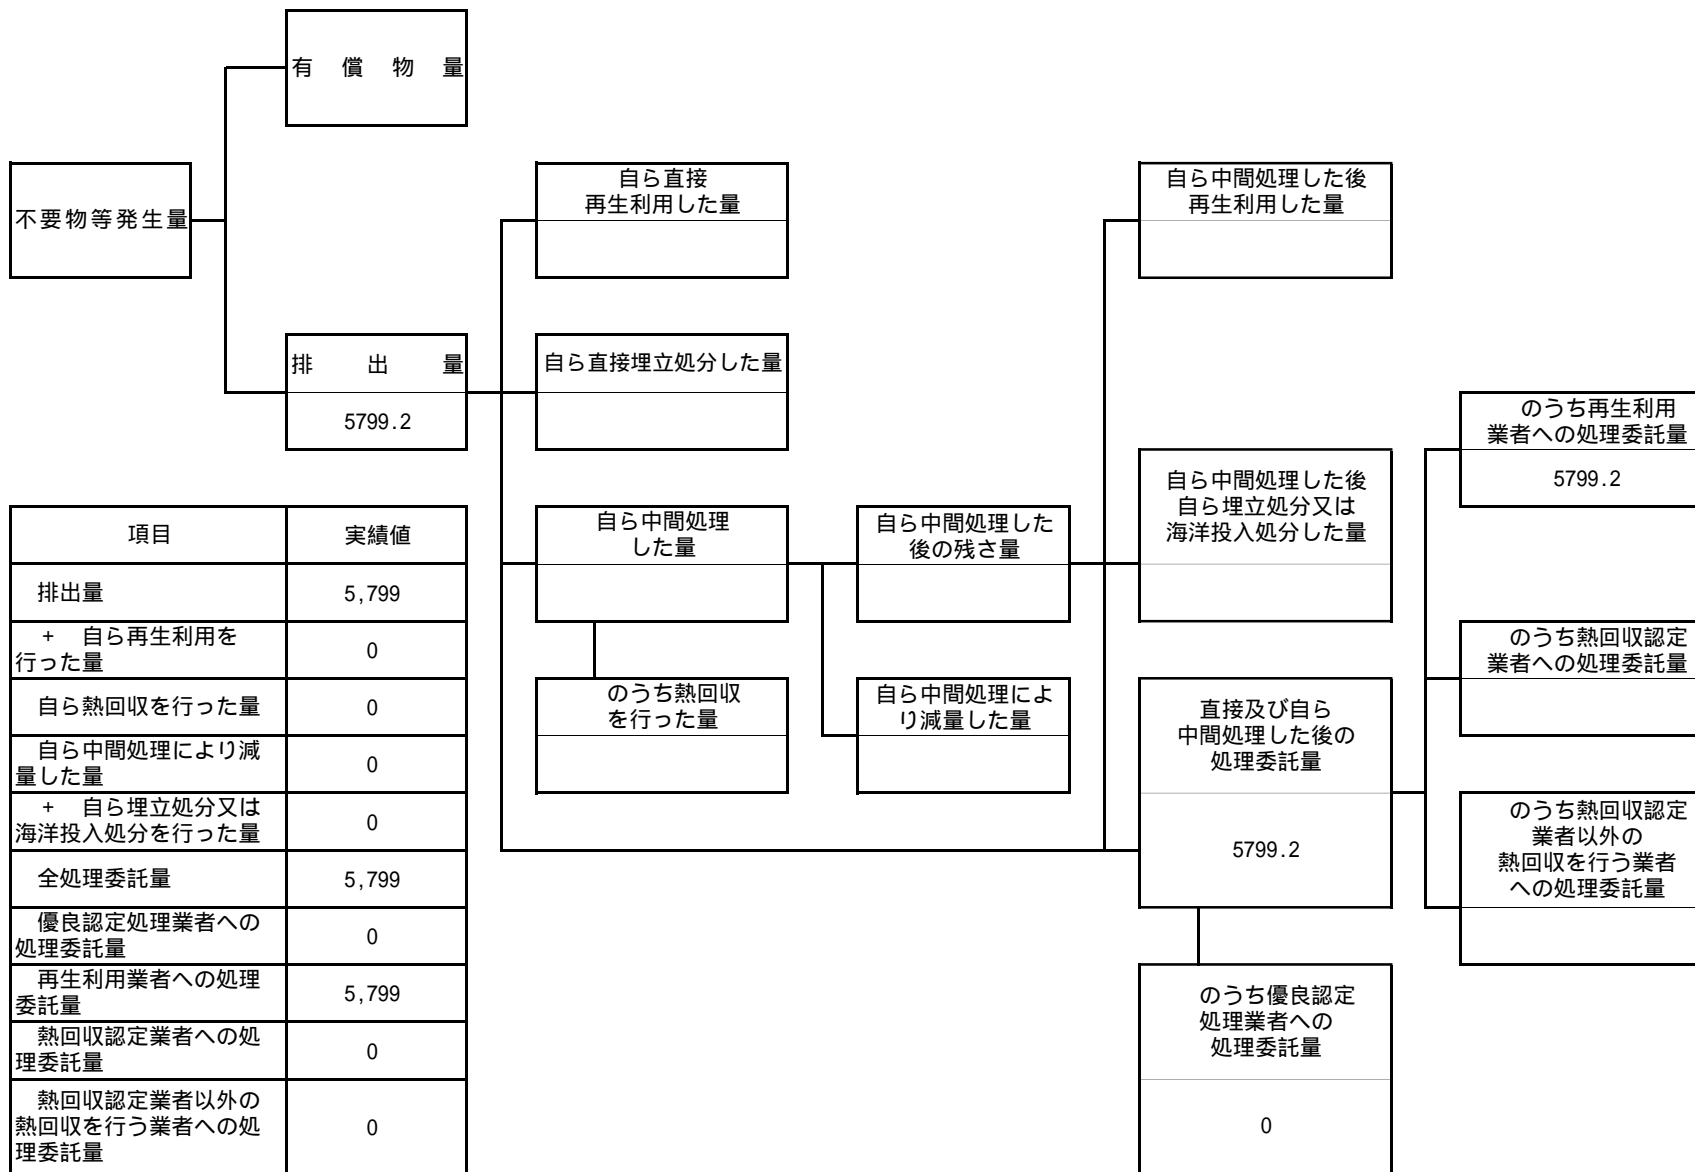 有償物量
不要物等発生量
自ら直接
再生利用した量
自ら中間処理した後
再生利用した量
排出量
5799.2
自ら直接埋立処分した量
のうち再生利用
業者への処理委託量
5799.2
自ら中間処理した後
自ら埋立処分又は
海洋投入処分した量
自ら中間処理
した量
自ら中間処理した
後の残さ量
のうち熱回収認定
業者への処理委託量
のうち熱回収
を行った量
自ら中間処理によ
り減量した量
直接及び自ら
中間処理した後の
処理委託量
5799.2
のうち熱回収認定
業者以外の
熱回収を行う業者
への処理委託量
のうち優良認定
処理業者への
処理委託量
0
項目 実績値
排出量 5,799
+ 自ら再生利用を
行った量 0
自ら熱回収を行った量 0
自ら中間処理により減
量した量 0
+ 自ら埋立処分又は
海洋投入処分を行った量 0
全処理委託量 5,799
優良認定処理業者への
処理委託量 0
再生利用業者への処理
委託量 5,799
熱回収認定業者への処
理委託量 0
熱回収認定業者以外の
熱回収を行う業者への処
理委託量 0